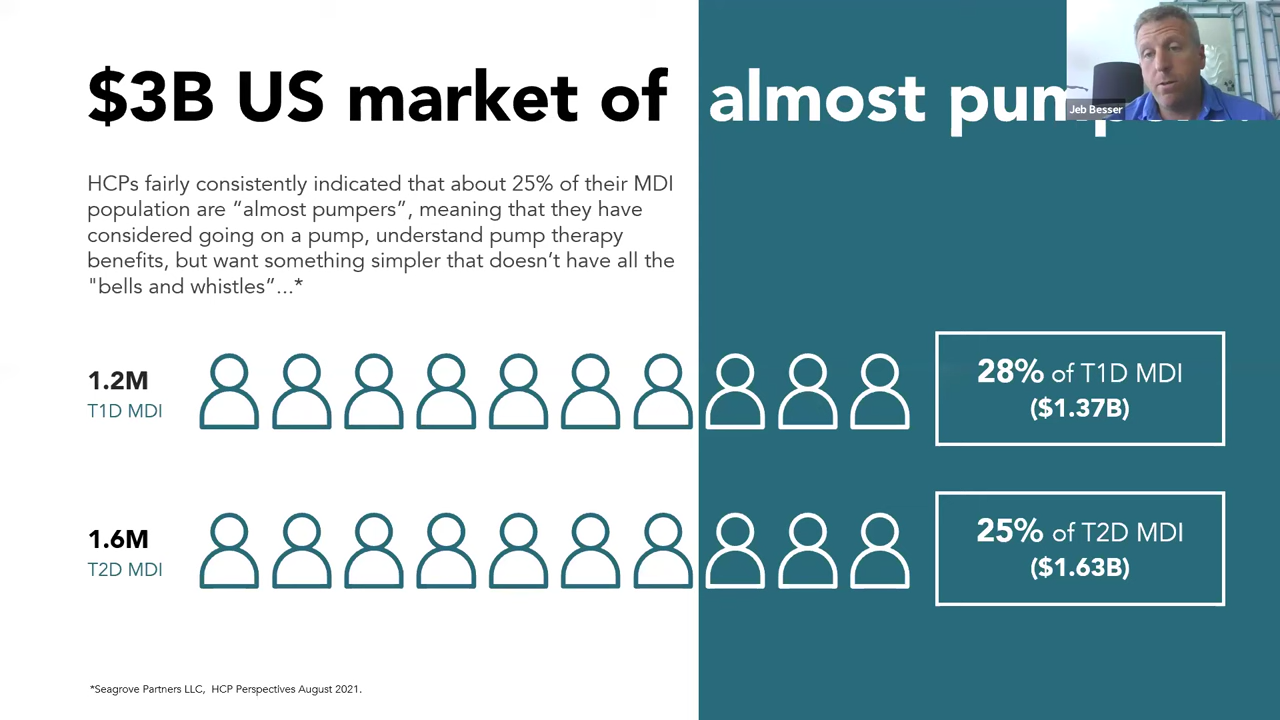 $3B US market of almost
Jeb Besser
HCPs fairly consistently indicated that about 25% of their MDI
population are “almost pumpers”, meaning that they have
considered going on a pump, understand pump therapy
benefits, but want something simpler that doesn’t have all the
"bells and whistles”...*
1.2M
T1D MDI
28% of T1D MDI
($1.37B)
1.6M
T2D MDI
25% of T2D MDI
($1.63B)
*Seagrove Partners LLC, HCP Perspectives August 2021.